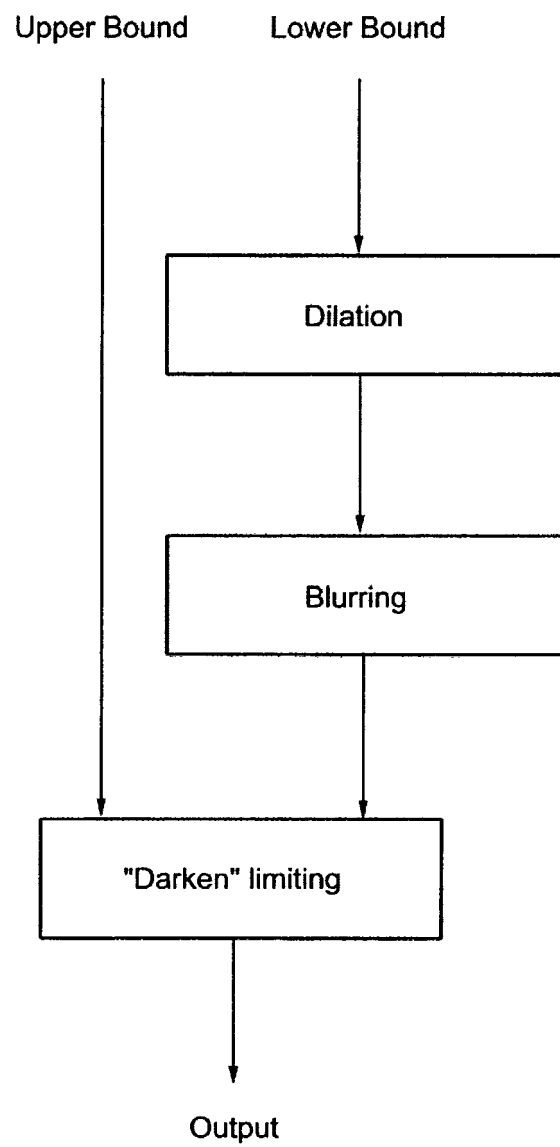 Upper Bound
Lower Bound
Dilation
Blurring
"Darken" limiting
Output